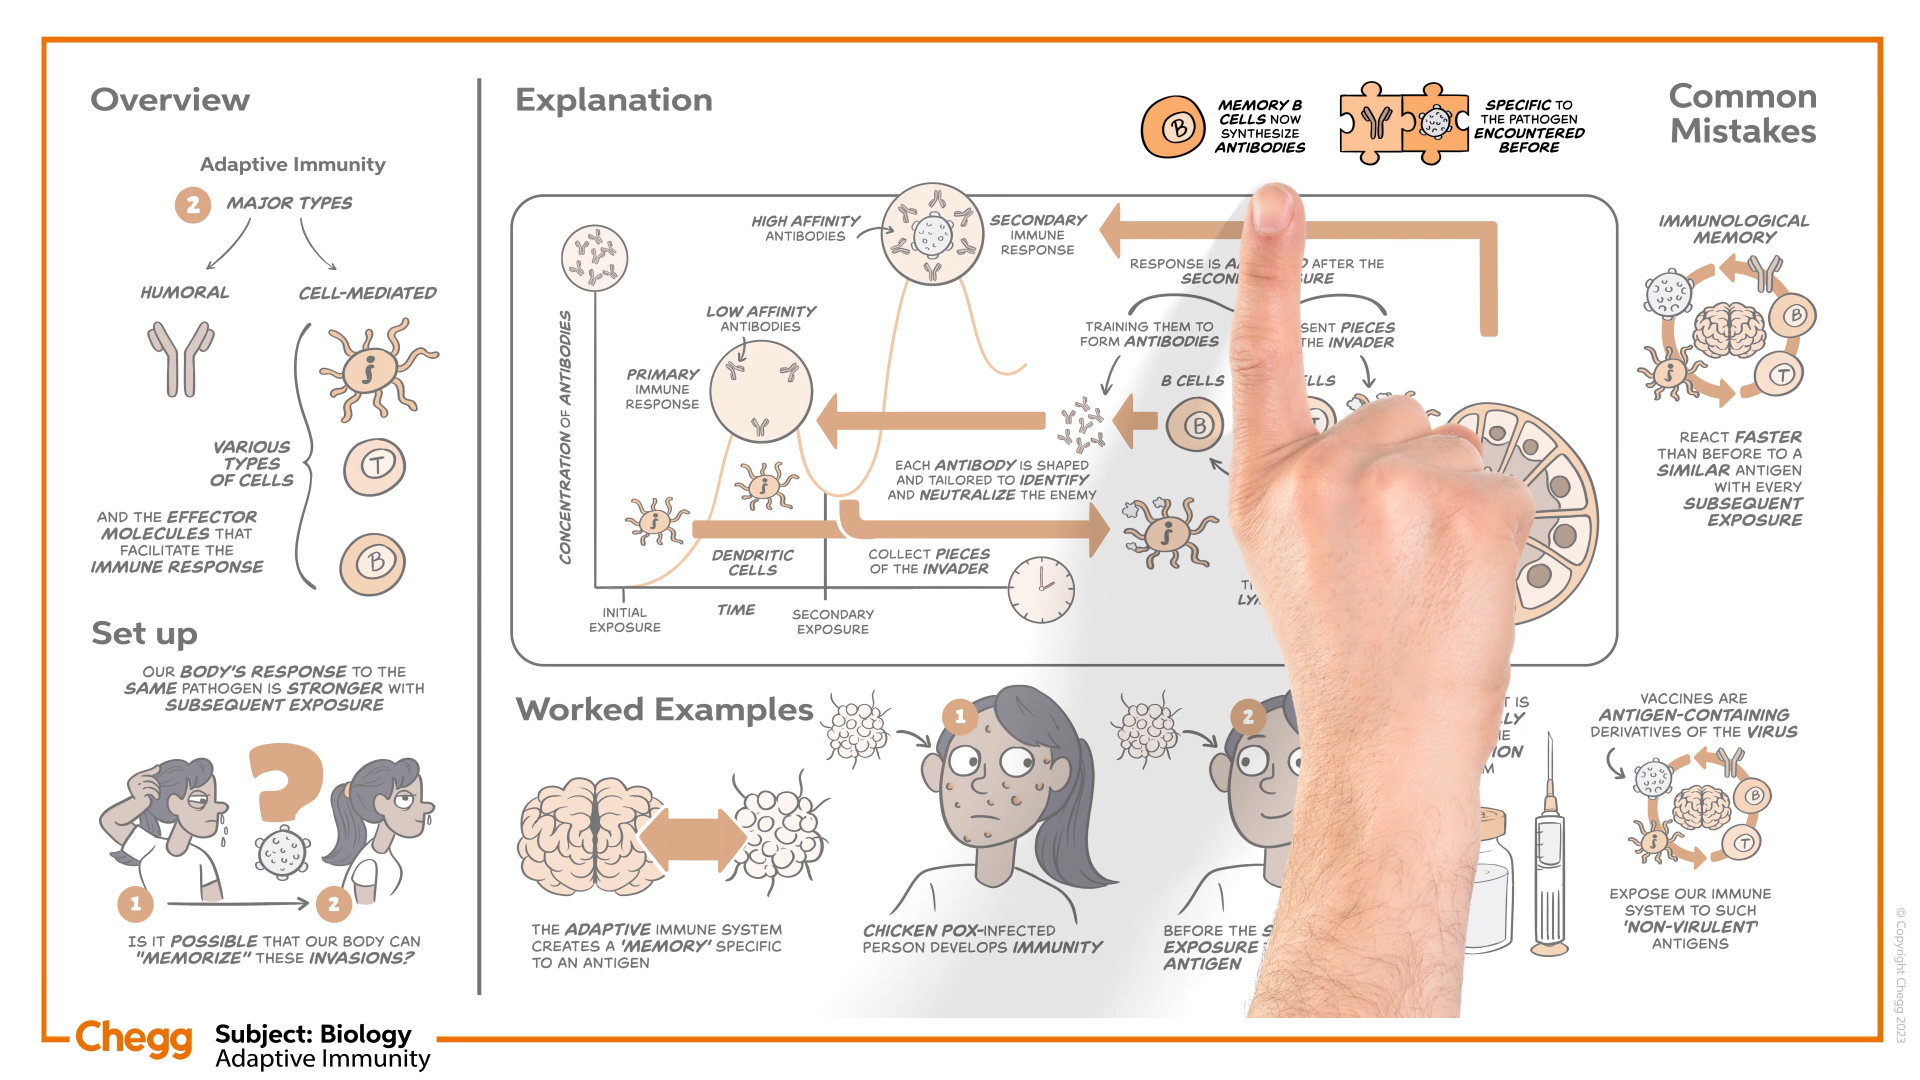 Overview
Adaptive Immunity
2
MAJOR TYPES
HUMORAL
CELL-MEDIATED
VARIOUS
TYPES
OF CELLS
T
B
AND THE EFFECTOR
MOLECULES THAT
FACILITATE THE
IMMUNE RESPONSE
Set up
OUR BODY'S RESPONSE TO THE
SAME PATHOGEN IS STRONGER WITH
SUBSEQUENT EXPOSURE
?
1
2
IS IT POSSIBLE THAT OUR BODY CAN
"MEMORIZE" THESE INVASIONS?
Explanation
B
MEMORY B
CELLS NOW
SYNTHESIZE
ANTIBODIES
SPECIFIC TO
THE PATHOGEN
ENCOUNTERED
BEFORE
CONCENTRATION OF ANTIBODIES
HIGH AFFINITY
ANTIBODIES
SECONDARY
IMMUNE
RESPONSE
RESPONSE IS AFTER THE
LOW AFFINITY
ANTIBODIES
PRIMARY
IMMUNE
RESPONSE
TRAINING THEM TO
FORM ANTIBODIES
PIECES
THE INVADER
B CELLS
B
EACH ANTIBODY IS SHAPED
AND TAILORED TO IDENTIFY
AND NEUTRALIZE THE ENEMY
DENDRITIC
CELLS
COLLECT PIECES
OF THE INVADER
INITIAL
EXPOSURE
TIME
SECONDARY
EXPOSURE
Worked Examples
THE ADAPTIVE IMMUNE SYSTEM
CREATES A 'MEMORY' SPECIFIC
TO AN ANTIGEN
1
CHICKEN POX-INFECTED
PERSON DEVELOPS IMMUNITY
2
BEFORE THE
EXPOSURE
ANTIGEN
IS
Common
Mistakes
IMMUNOLOGICAL
MEMORY
B
T
REACT FASTER
THAN BEFORE TO A
SIMILAR ANTIGEN
WITH EVERY
SUBSEQUENT
EXPOSURE
VACCINES ARE
ANTIGEN-CONTAINING
DERIVATIVES OF THE VIRUS
B
T
EXPOSE OUR IMMUNE
SYSTEM TO SUCH
'NON-VIRULENT'
ANTIGENS
Chegg
Subject: Biology
Adaptive Immunity
© Copyright Chegg 2023